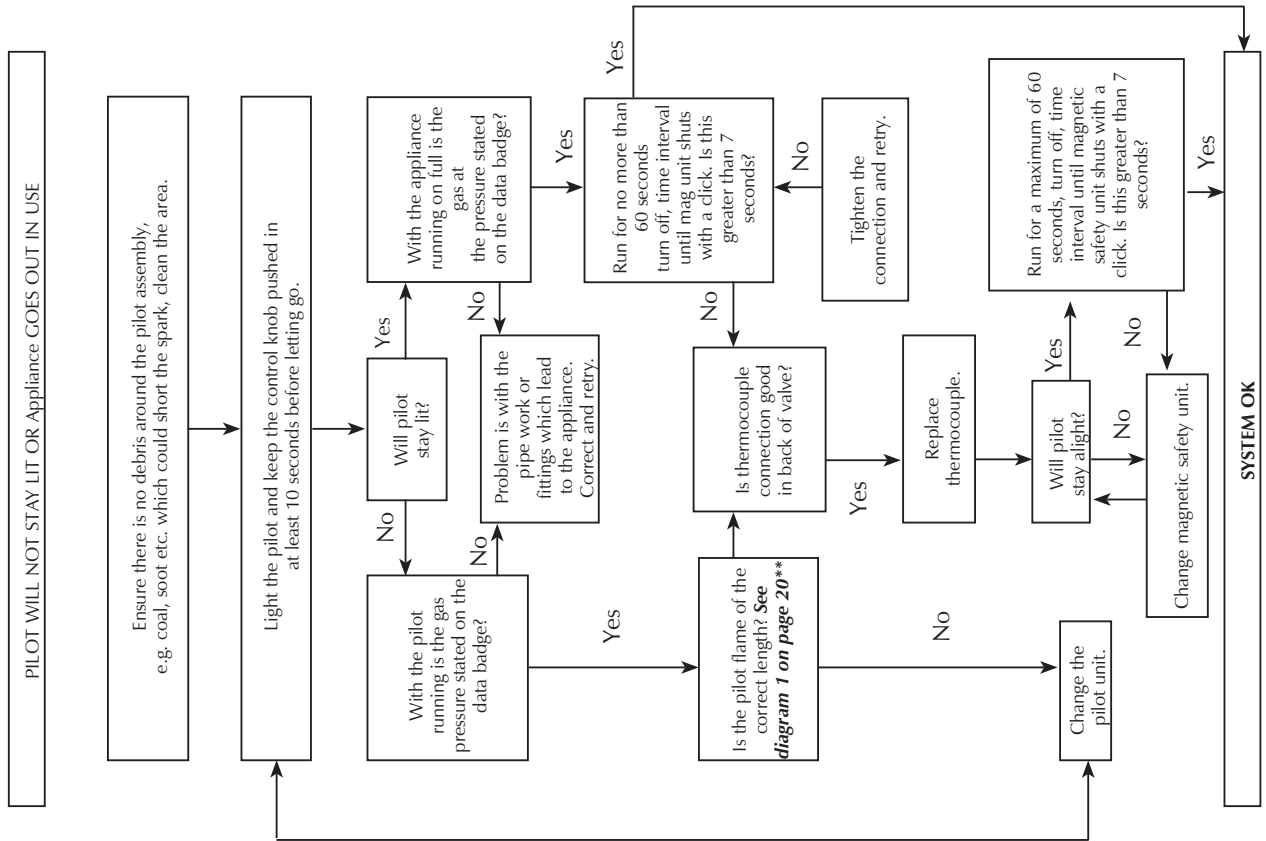 PILOT WILL NOT STAY LIT OR Appliance GOES OUT IN USE
Ensure there is no debris around the pilot assembly,
e.g. coal, soot etc. which could short the spark, clean the area.
Light the pilot and keep the control knob pushed in
at least 10 seconds before letting go.
Will pilot
stay lit?
No
Yes
With the pilot
running is the gas
pressure stated on the
data badge?
With the appliance
running on full is the
gas at
the pressure stated
on the data badge?
No
No
Problem is with the
pipe work or
fittings which lead
to the appliance.
Correct and retry.
Yes
Yes
Run for no more than
60 seconds
turn off, time interval
until mag unit shuts
with a click. Is this
greater than 7
seconds?
Yes
Is the pilot flame of the
correct length? See
diagram 1 on page 20**
No
Is thermocouple
connection good
in back of valve?
No
Tighten the
connection and retry.
Yes
Replace
thermocouple.
No
Change the
pilot unit.
Will pilot
stay alight?
Yes
Run for a maximum of 60
seconds, turn off, time
interval until magnetic
safety unit shuts with a
click. Is this greater than 7
seconds?
No
No
Change magnetic safety unit.
Yes
SYSTEM OK